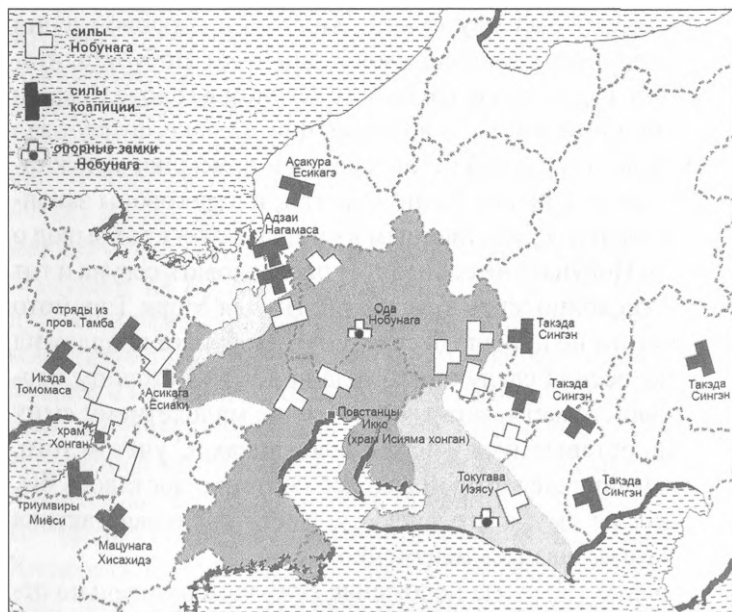 силы
Нобунага
силы
коалиции
опорные замки
Нобунага
Асакура
Есикагэ
Адзаи
Нагамаса
отряды из
пров. Тамба
Ода
Нобунага
Такэда
Сингэн
Икэда
Томомаса
Асикага
Есиаки
Такэда
Сингэн
Такэда
Сингэн
храм
Хонган
Повстанцы
Икко
(храм Исияма хонган)
Токугава
Иэясу
Такэда
Сингэн
триумвиры
Миёси
Мацунага
Хисахидэ